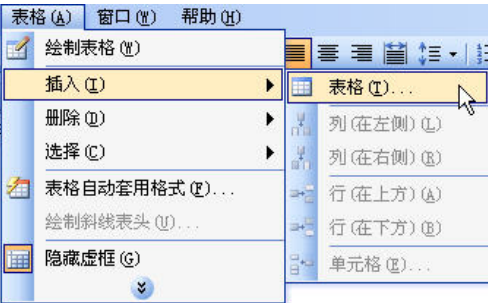 表格(A) 窗口(W) 帮助(H)
绘制表格(W)
插入(I)
删除(D)
选择(C)
表格自动套用格式(F)...
绘制斜线表头(U)...
隐藏虚框(G)
表格(T)...
列(在左侧)(L)
列(在右侧)(R)
行(在上方)(A)
行(在下方)(B)
单元格(E)...